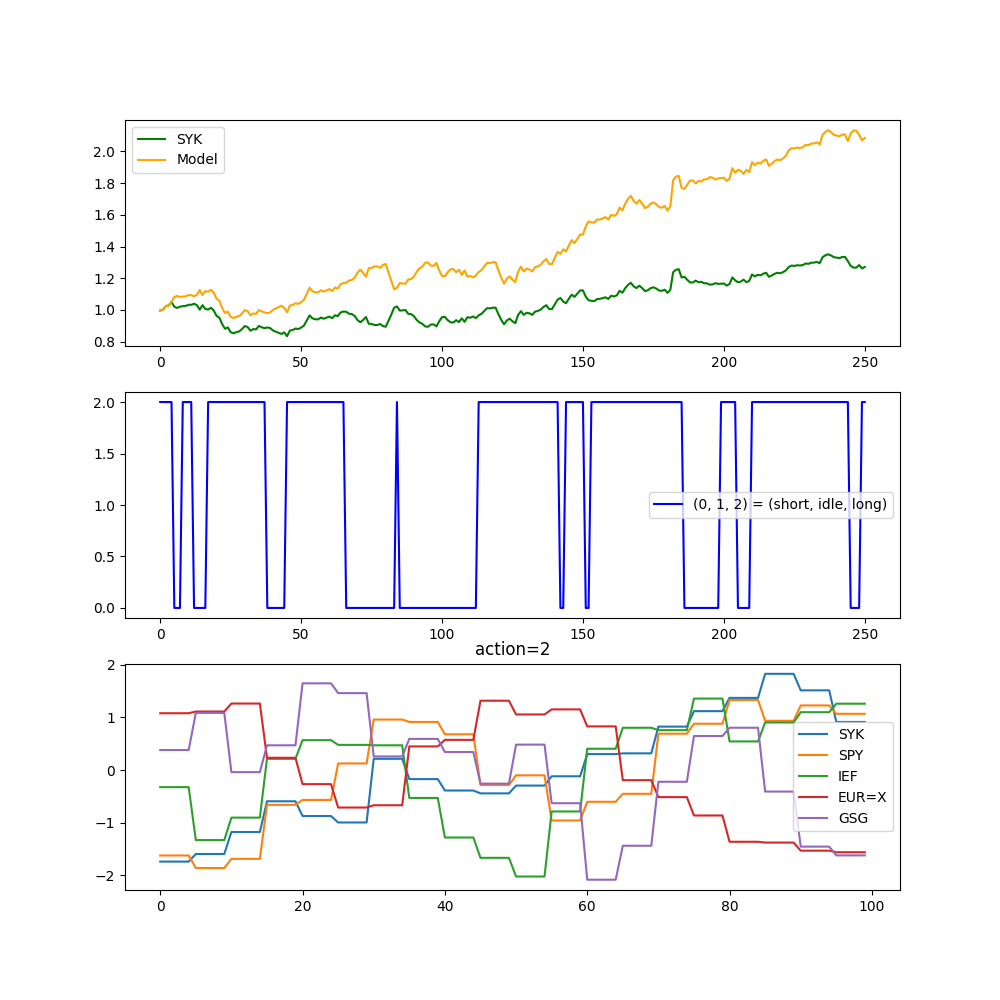 SYK
Model
2.0
1.8
1.6
1.4
1.2
1.0
0.8
0 50 100 150 200 250
2.0
1.5
1.0
0.5
0.0
(0, 1, 2) = (short, idle, long)
0 50 100 150 200 250
action=2
2
1
0
−1
−2
SYK
SPY
IEF
EUR=X
GSG
0 20 40 60 80 100